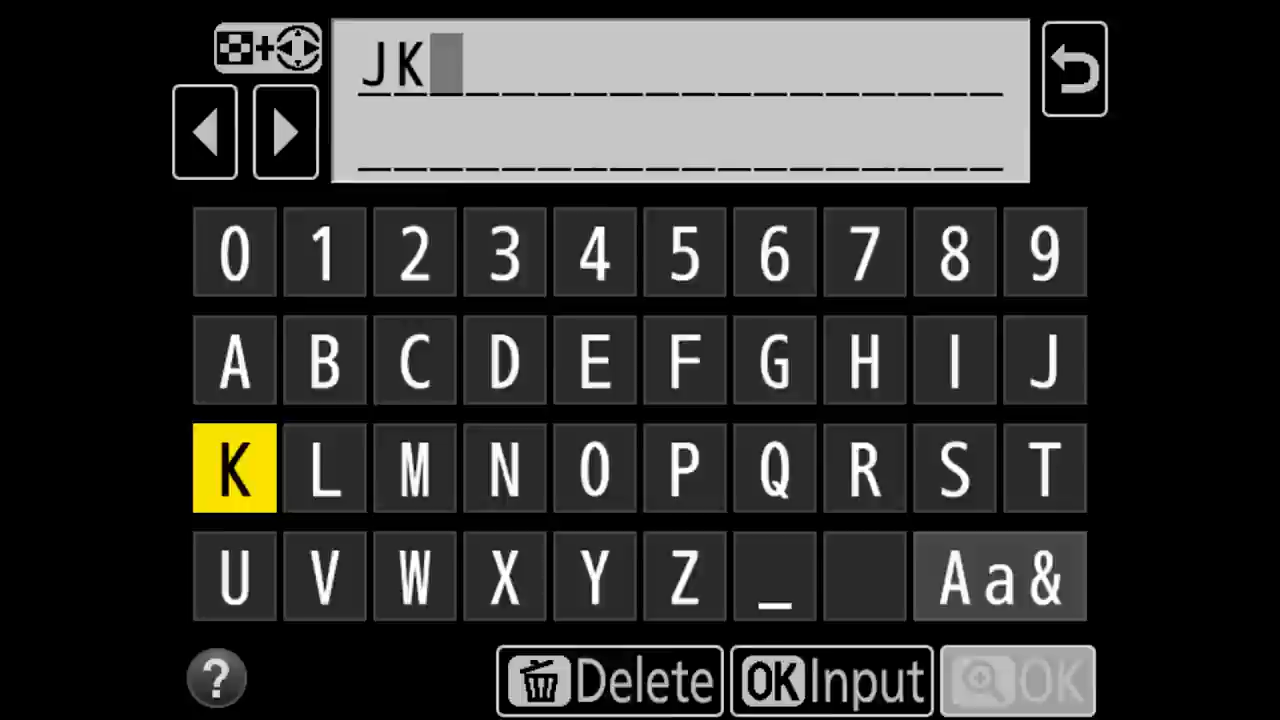 JK
0 1 2 3 4 5 6 7 8 9
A B C D E F G H I J
K L M N O P Q R S T
U V W X Y Z _ Aa&
? Delete OK Input OK